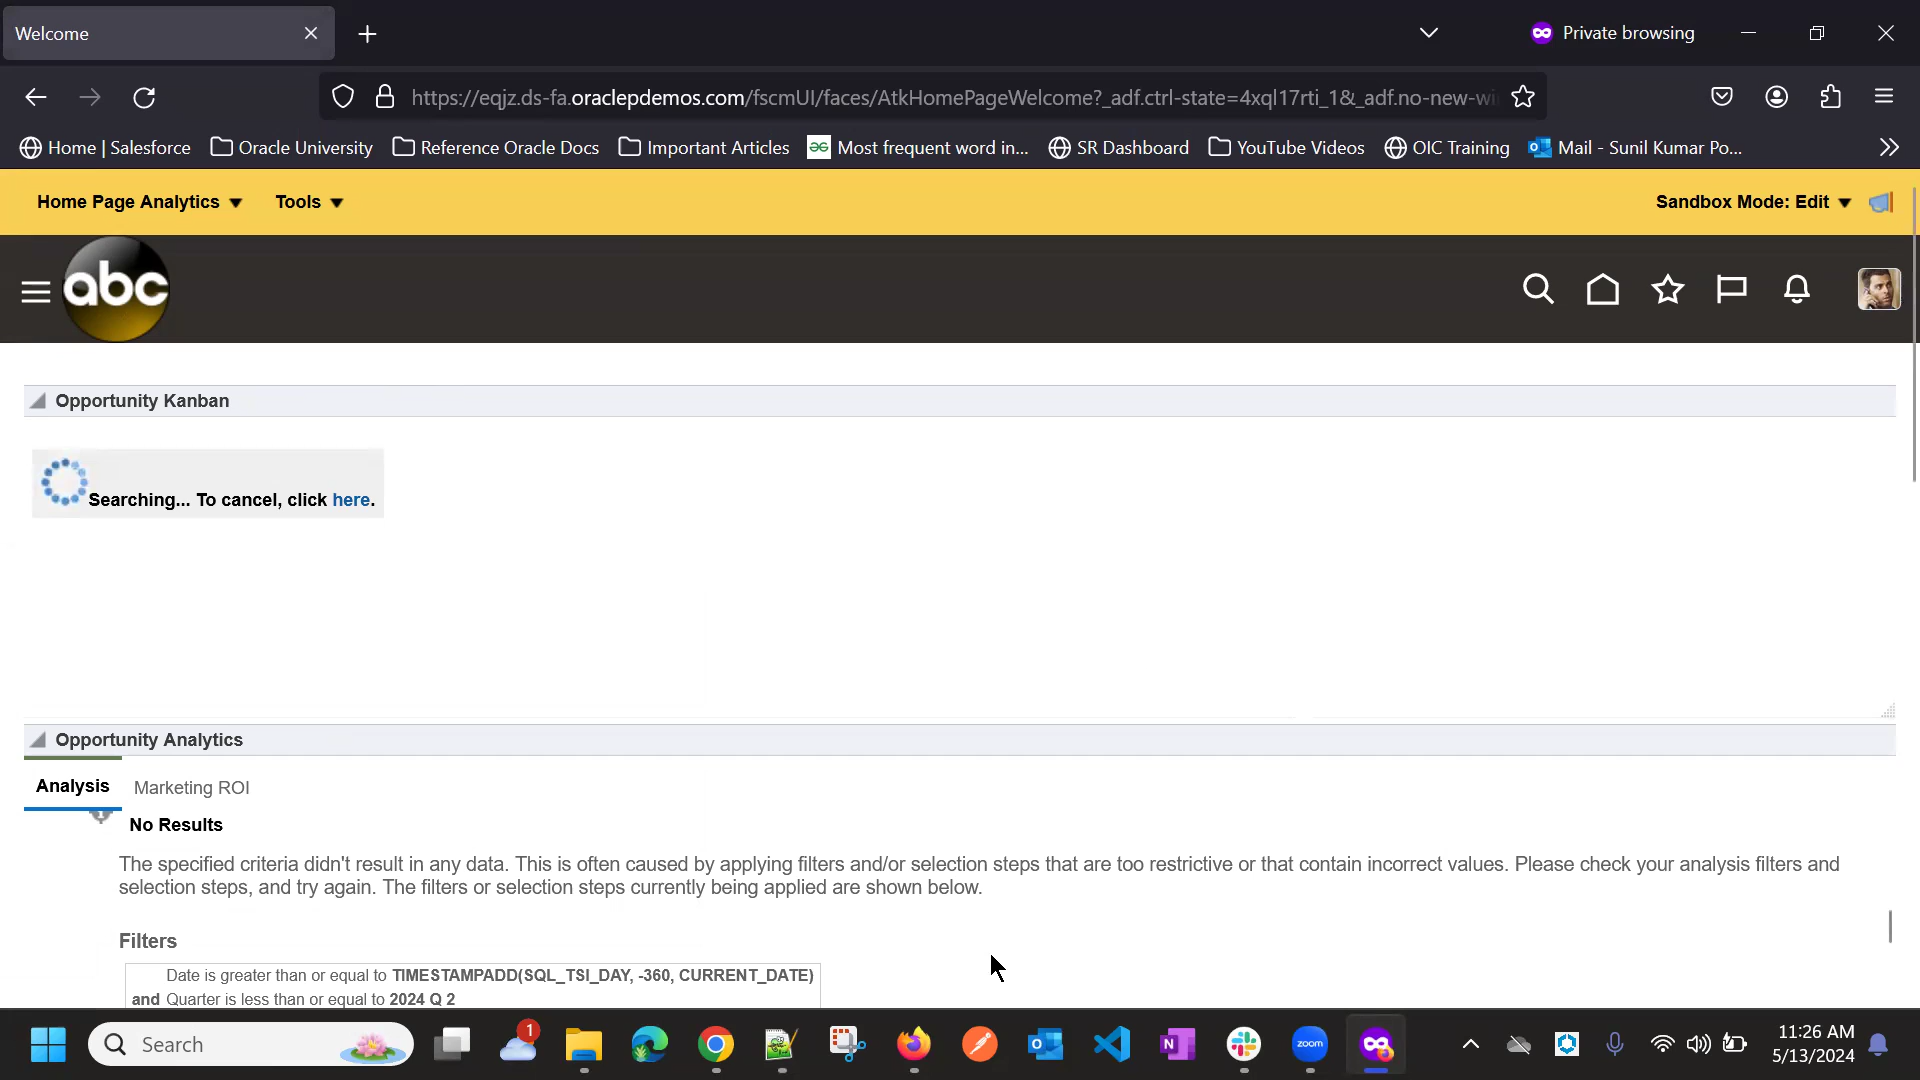 Welcome
Private browsing
https://eqjz.ds-fa.oraclepdemos.com/fscmUI/faces/AtkHomePageWelcome?_adf.ctrl-state=4xql17rti_1&_adf.no-new-wi
Home | Salesforce
Oracle University
Reference Oracle Docs
Important Articles
Most frequent word in...
SR Dashboard
YouTube Videos
OIC Training
Mail - Sunil Kumar Po...
Home Page Analytics
Tools
Sandbox Mode: Edit
abc
Opportunity Kanban
Searching... To cancel, click here.
Opportunity Analytics
Analysis
Marketing ROI
No Results
The specified criteria didn't result in any data. This is often caused by applying filters and/or selection steps that are too restrictive or that contain incorrect values. Please check your analysis filters and
selection steps, and try again. The filters or selection steps currently being applied are shown below.
Filters
Date is greater than or equal to TIMESTAMPADD(SQL_TSI_DAY, -360, CURRENT_DATE)
and Quarter is less than or equal to 2024 Q 2
Search
1
zoom
11:26 AM
5/13/2024